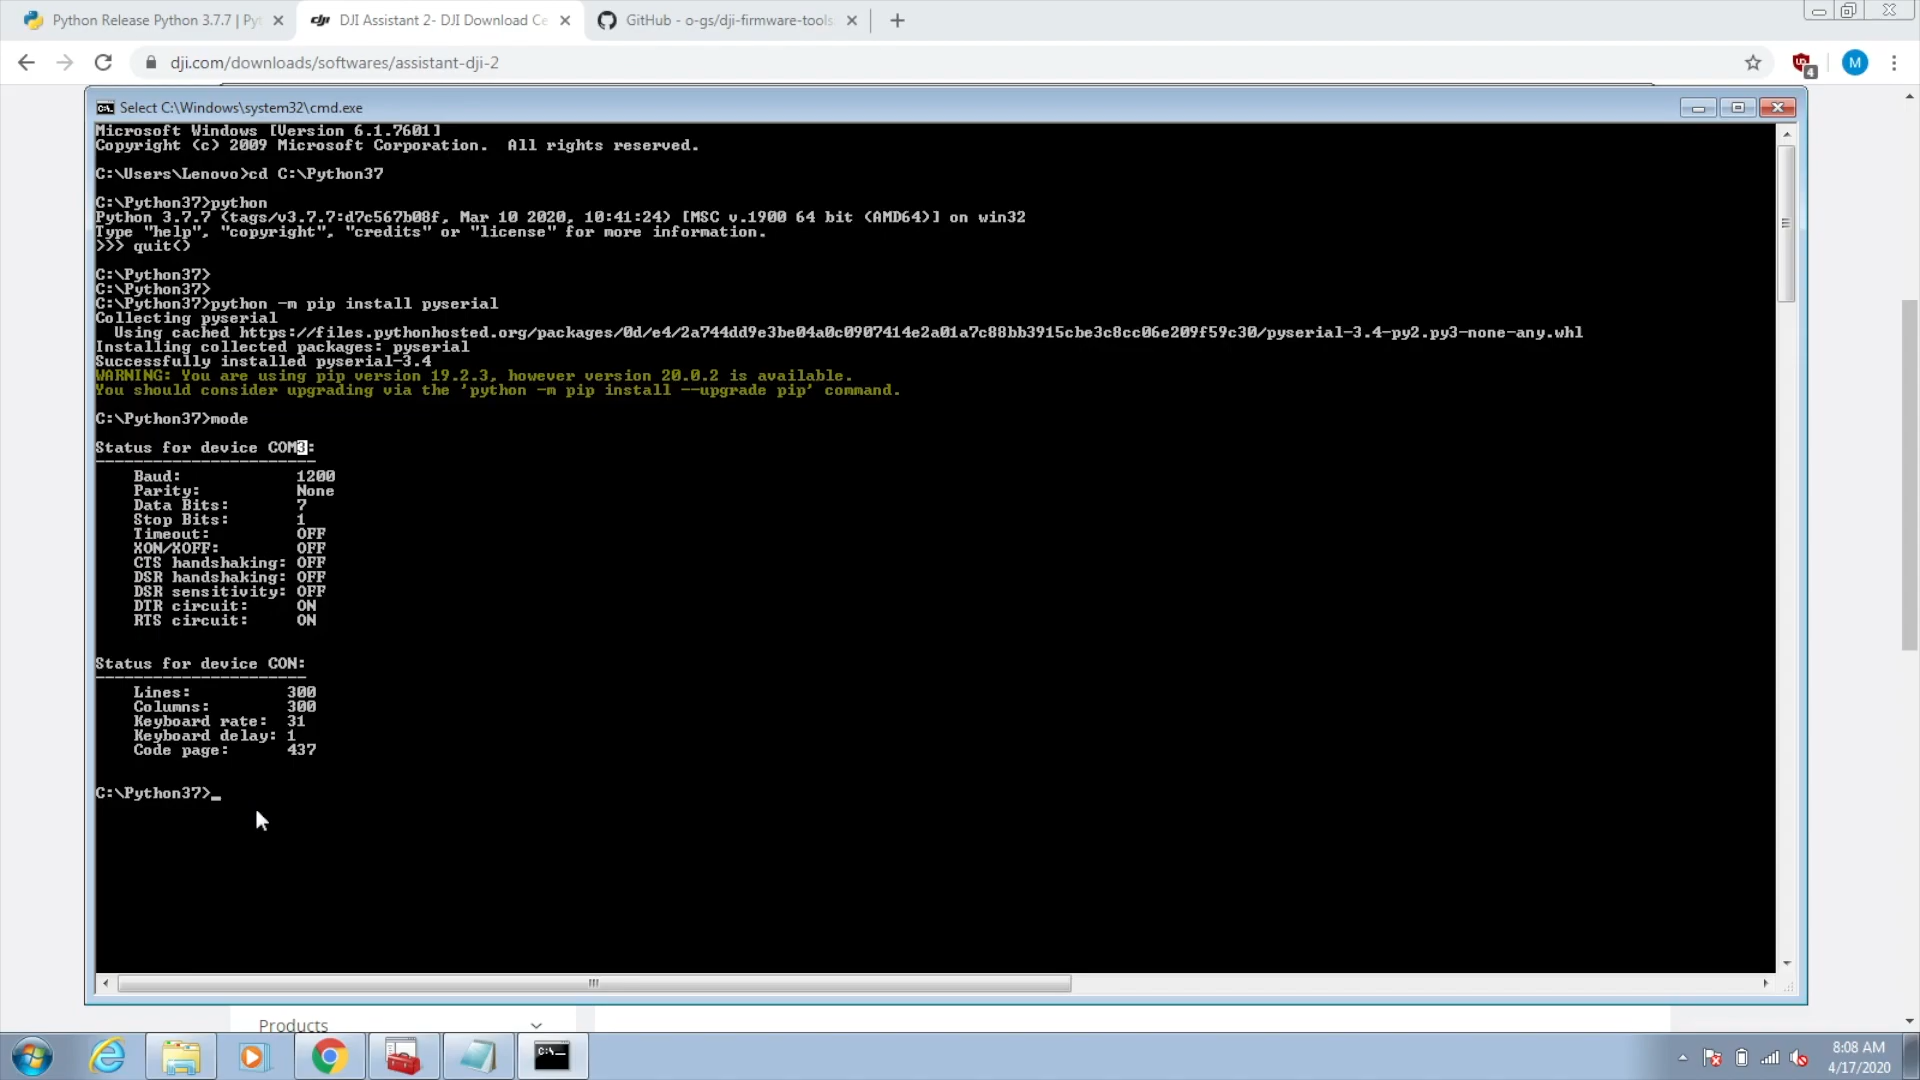 Python Release Python 3.7.7 | Pyt
DJI Assistant 2- DJI Download Ce
GitHub - o-gs/dji-firmware-tools:
dji.com/downloads/softwares/assistant-dji-2
4
M
Select C:\Windows\system32\cmd.exe
Microsoft Windows [Version 6.1.7601]
Copyright (c) 2009 Microsoft Corporation.  All rights reserved.
C:\Users\Lenovo>cd C:\Python37
C:\Python37>python
Python 3.7.7 (tags/v3.7.7:d7c567b08f, Mar 10 2020, 10:41:24) [MSC v.1900 64 bit (AMD64)] on win32
Type "help", "copyright", "credits" or "license" for more information.
>>> quit()
C:\Python37>
C:\Python37>
C:\Python37>python -m pip install pyserial
Collecting pyserial
Using cached https://files.pythonhosted.org/packages/0d/e4/2a744dd9e3be04a0c0907414e2a01a7c88bb3915cbe3c8cc06e209f59c30/pyserial-3.4-py2.py3-none-any.whl
Installing collected packages: pyserial
Successfully installed pyserial-3.4
WARNING: You are using pip version 19.2.3, however version 20.0.2 is available.
You should consider upgrading via the 'python -m pip install --upgrade pip' command.
C:\Python37>mode
Status for device COM3:
-----------------------
Baud: 1200
Parity: None
Data Bits: 7
Stop Bits: 1
Timeout: OFF
XON/XOFF: OFF
CTS handshaking: OFF
DSR handshaking: OFF
DSR sensitivity: OFF
DTR circuit: ON
RTS circuit: ON
Status for device CON:
----------------------
Lines: 300
Columns: 300
Keyboard rate: 31
Keyboard delay: 1
Code page: 437
C:\Python37>_
Products
8:08 AM
4/17/2020